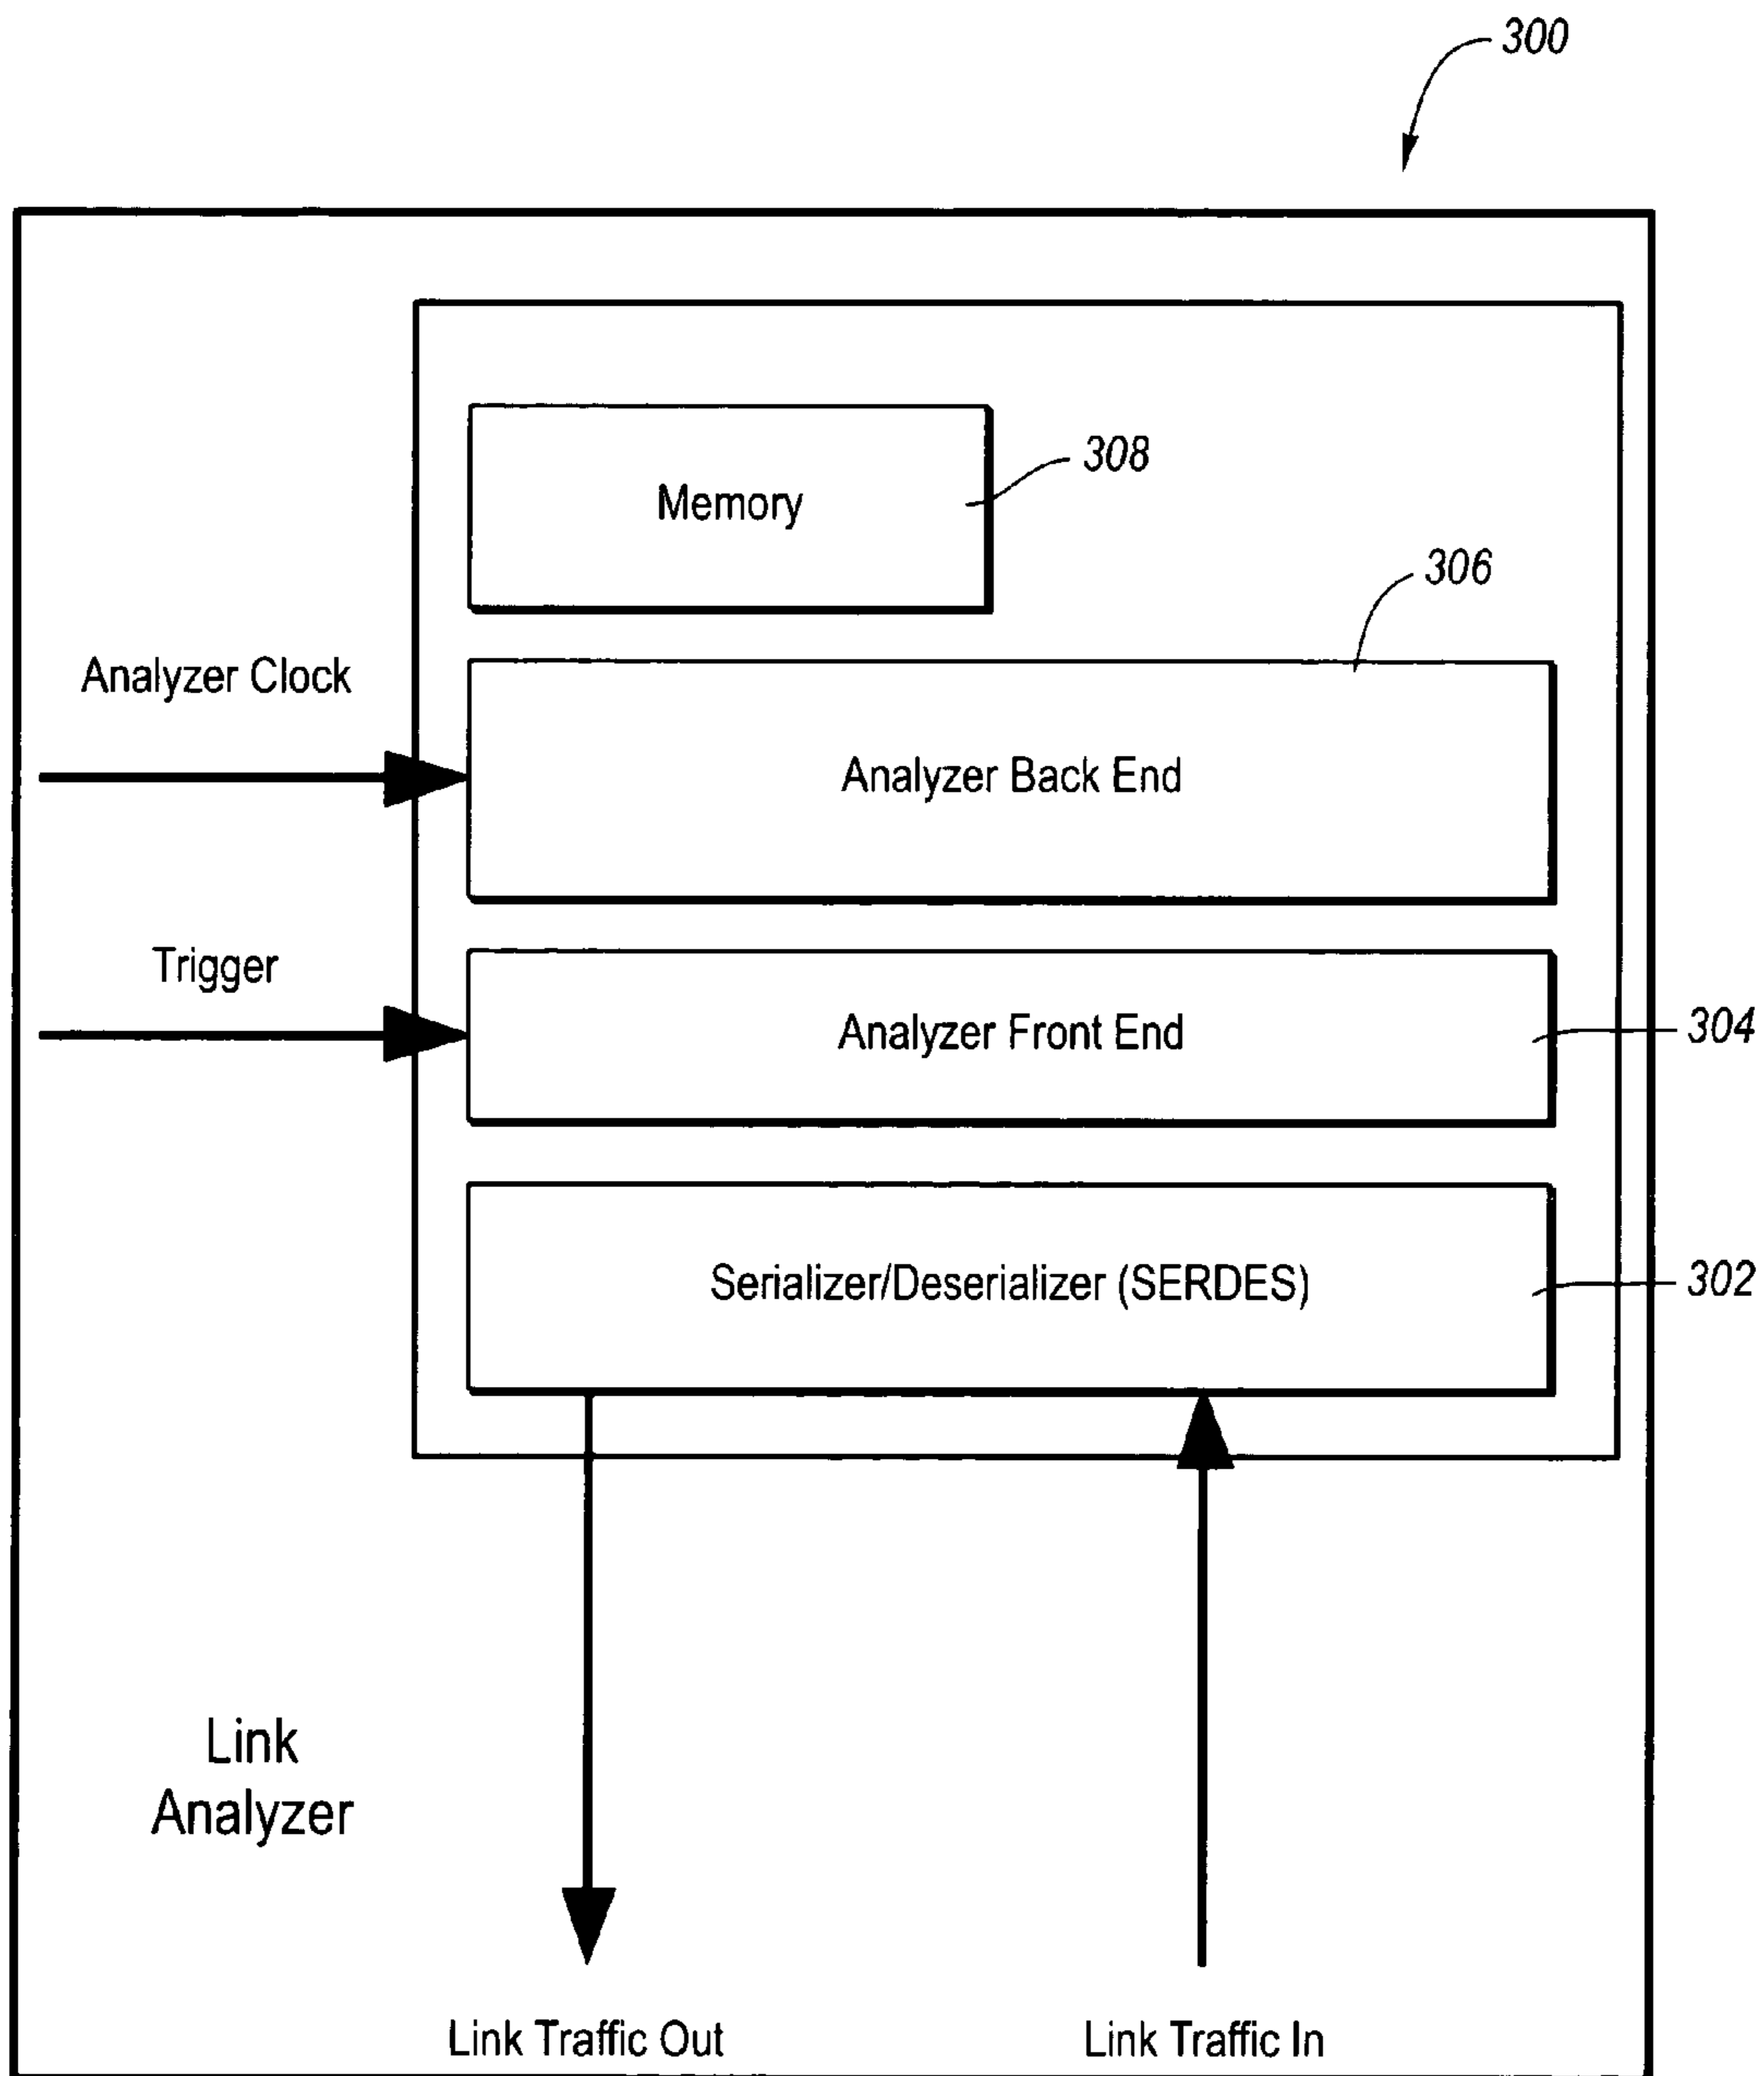 300
Memory
308
306
Analyzer Clock
Analyzer Back End
Trigger
Analyzer Front End
304
Serializer/Deserializer (SERDES)
302
Link
Analyzer
Link Traffic Out
Link Traffic In